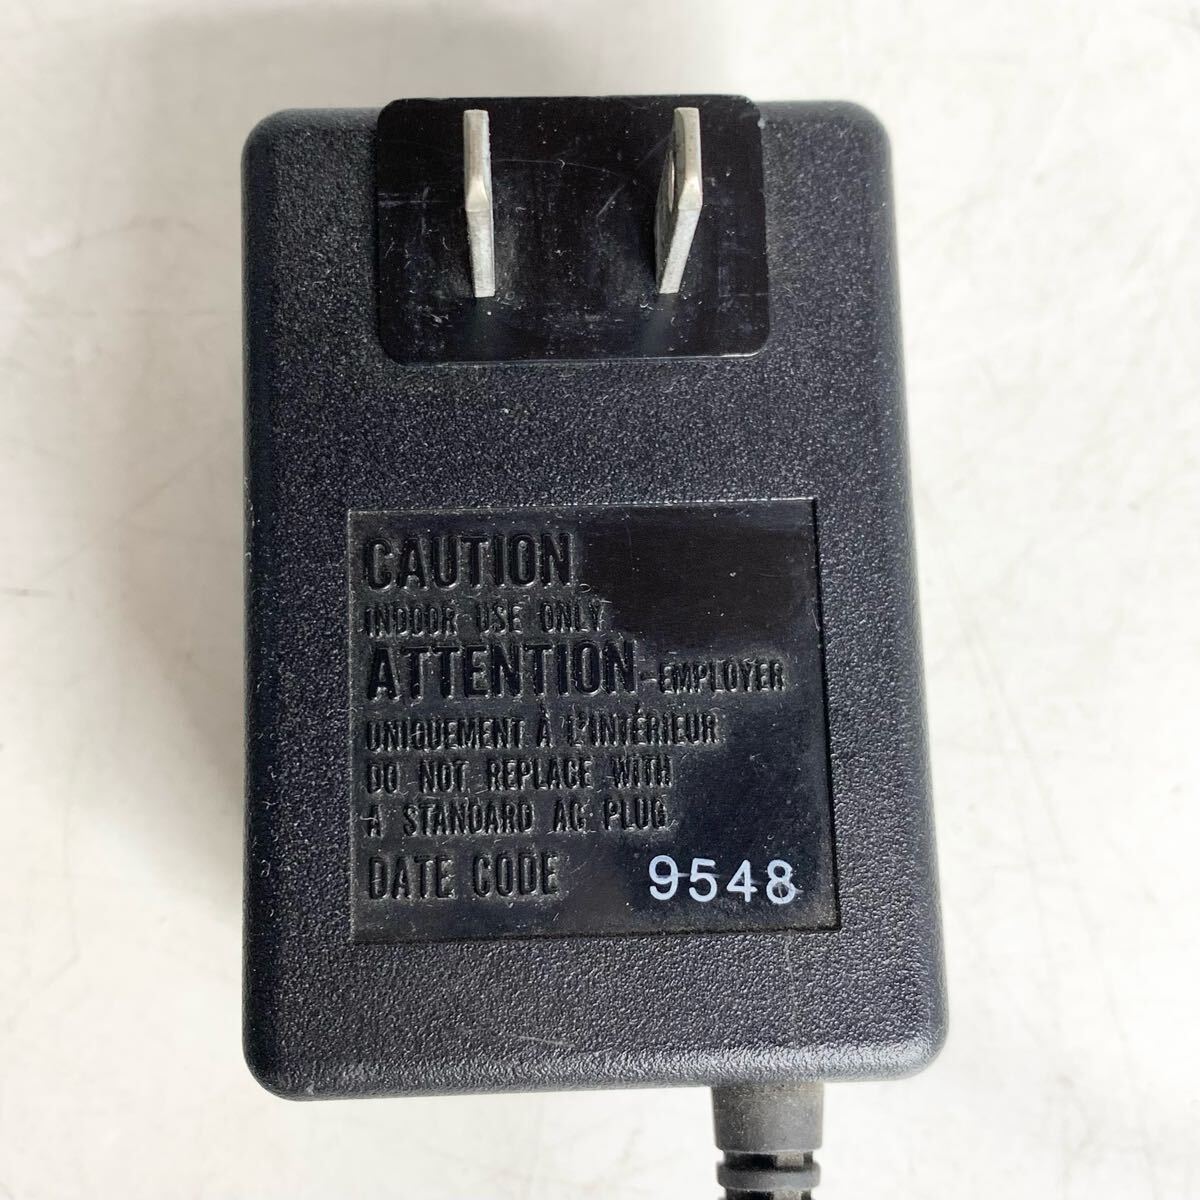 CAUTION
INDOOR USE ONLY
ATTENTION-EMPLOYER
UNIQUEMENT À L'INTÉRIEUR
DO NOT REPLACE WITH
A STANDARD AC PLUG
DATE CODE 9548